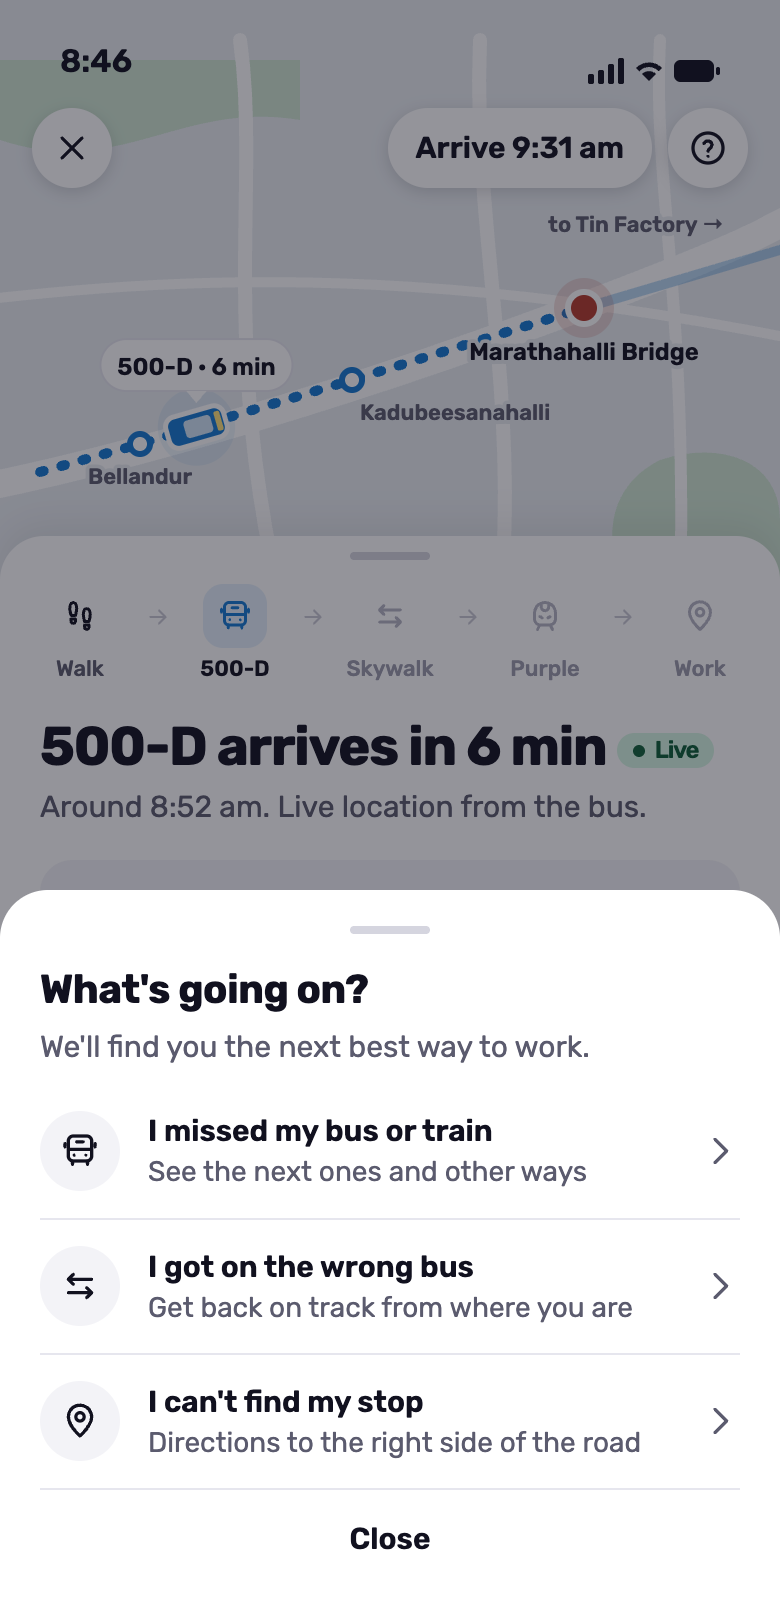 8:46
Arrive 9:31 am
to Tin Factory →
500-D • 6 min
Marathahalli Bridge
Kadubeesanahalli
Bellandur
Walk
500-D
Skywalk
Purple
Work
500-D arrives in 6 min
Live
Around 8:52 am. Live location from the bus.
What's going on?
We'll find you the next best way to work.
I missed my bus or train
See the next ones and other ways
I got on the wrong bus
Get back on track from where you are
I can't find my stop
Directions to the right side of the road
Close